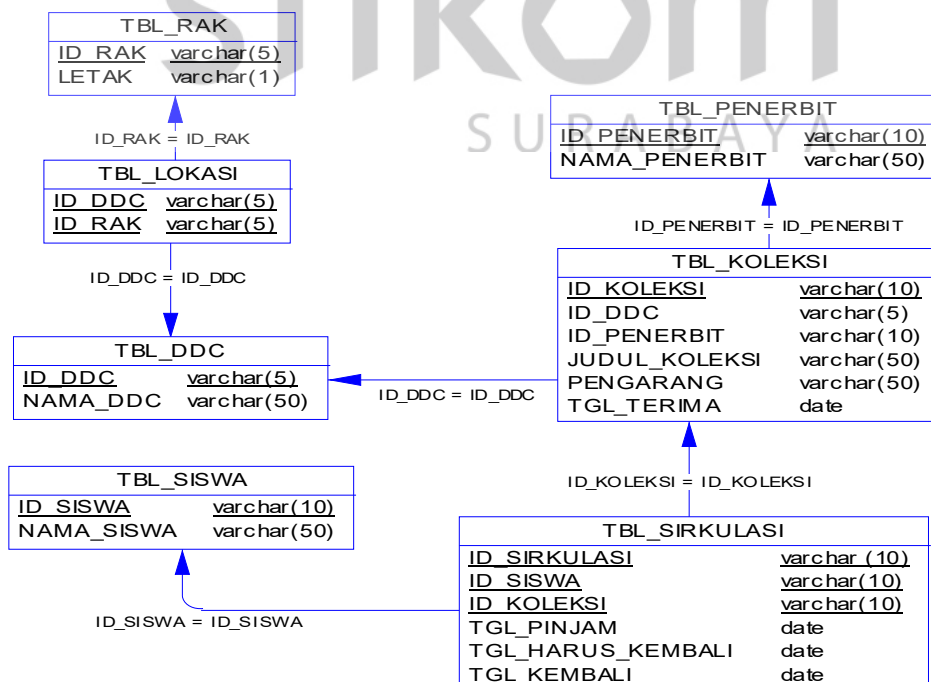 stikom
SURABAYA
TBL_RAK
ID_RAK varchar(5)
LETAK varchar(1)
ID_RAK = ID_RAK
TBL_LOKASI
ID_DDC varchar(5)
ID_RAK varchar(5)
ID_DDC = ID_DDC
TBL_DDC
ID_DDC varchar(5)
NAMA_DDC varchar(50)
ID_DDC = ID_DDC
TBL_PENERBIT
ID_PENERBIT varchar(10)
NAMA_PENERBIT varchar(50)
ID_PENERBIT = ID_PENERBIT
TBL_KOLEKSI
ID_KOLEKSI varchar(10)
ID_DDC varchar(5)
ID_PENERBIT varchar(10)
JUDUL_KOLEKSI varchar(50)
PENGARANG varchar(50)
TGL_TERIMA date
ID_KOLEKSI = ID_KOLEKSI
TBL_SISWA
ID_SISWA varchar(10)
NAMA_SISWA varchar(50)
ID_SISWA = ID_SISWA
TBL_SIRKULASI
ID_SIRKULASI varchar (10)
ID_SISWA varchar(10)
ID_KOLEKSI varchar(10)
TGL_PINJAM date
TGL_HARUS_KEMBALI date
TGL_KEMBALI date